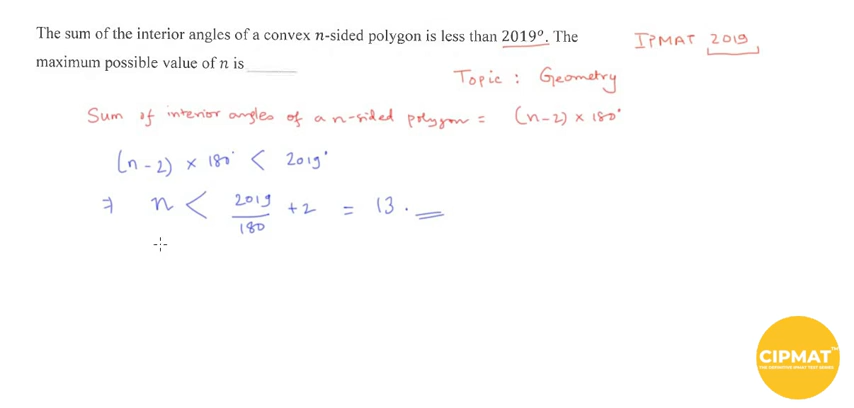 The sum of the interior angles of a convex n-sided polygon is less than 2019°. The
maximum possible value of n is ______
IPMAT 2019
Topic : Geometry
Sum of interior angles of a n-sided polygon = (n-2) × 180°
(n-2) × 180° < 2019°
⇒ n < 2019/180 + 2 = 13.
CIPMAT™